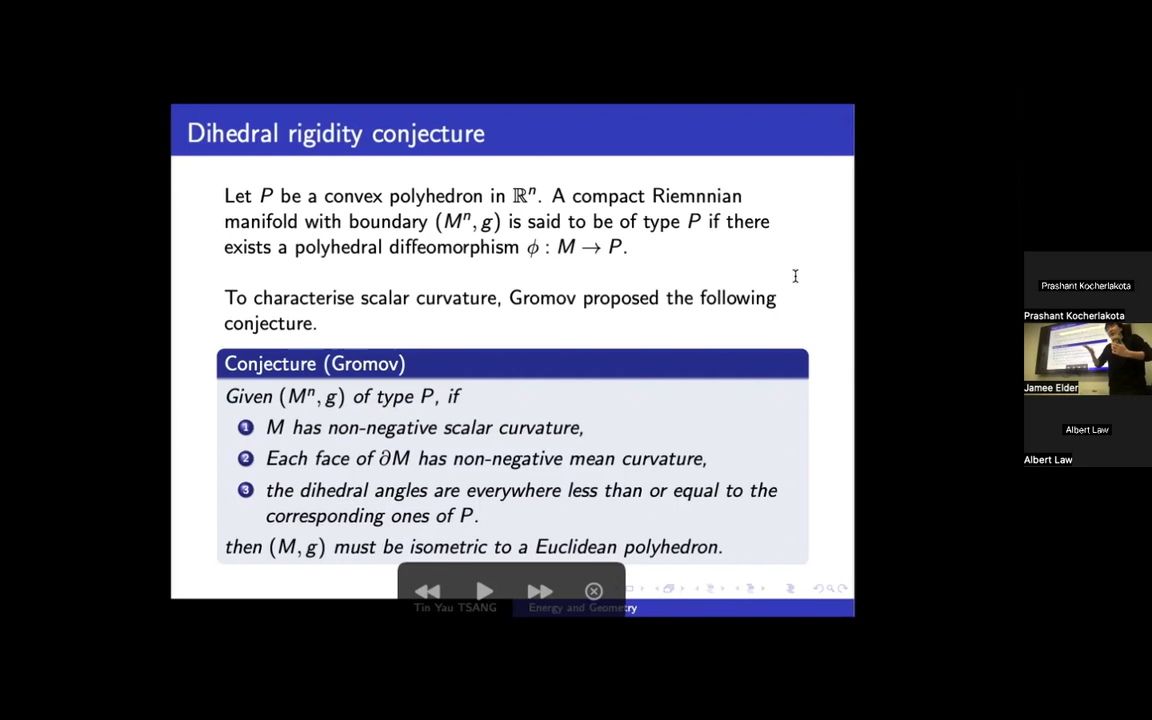 Dihedral rigidity conjecture
Let P be a convex polyhedron in ℝⁿ. A compact Riemnnian
manifold with boundary (Mⁿ, g) is said to be of type P if there
exists a polyhedral diffeomorphism ϕ : M → P.
To characterise scalar curvature, Gromov proposed the following
conjecture.
Conjecture (Gromov)
Given (Mⁿ, g) of type P, if
1 M has non-negative scalar curvature,
2 Each face of ∂M has non-negative mean curvature,
3 the dihedral angles are everywhere less than or equal to the
corresponding ones of P.
then (M, g) must be isometric to a Euclidean polyhedron.
Tin Yau TSANG
Energy and Geometry
Prashant Kocherlakota
Prashant Kocherlakota
Jamee Elder
Albert Law
Albert Law